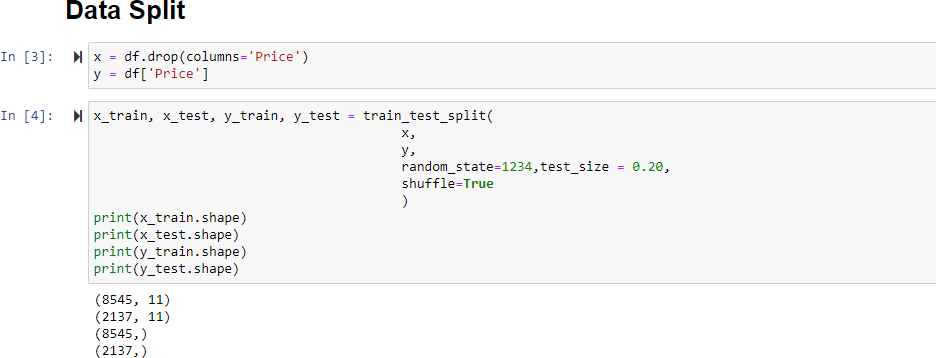 Data Split
In [3]:
x = df.drop(columns='Price')
y = df['Price']
In [4]:
x_train, x_test, y_train, y_test = train_test_split(
x,
y,
random_state=1234,test_size = 0.20,
shuffle=True
)
print(x_train.shape)
print(x_test.shape)
print(y_train.shape)
print(y_test.shape)
(8545, 11)
(2137, 11)
(8545,)
(2137,)